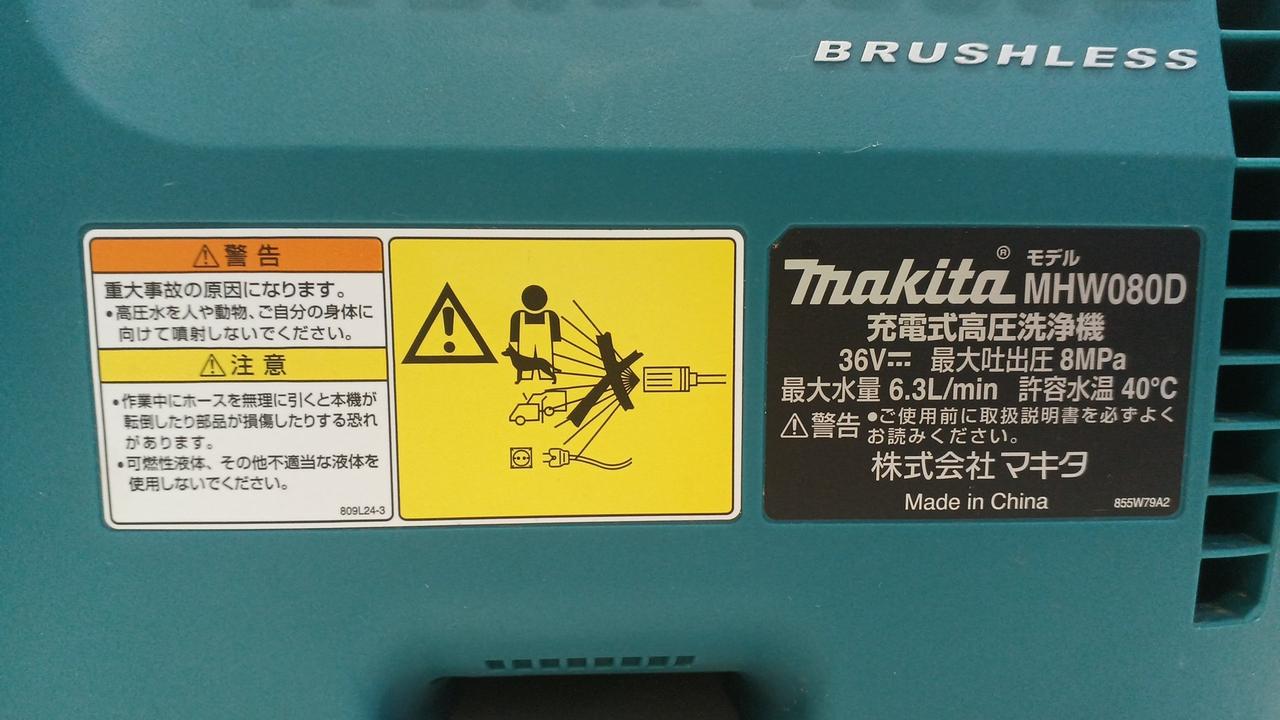 BRUSHLESS
⚠警告
重大事故の原因になります。
•高圧水を人や動物、ご自分の身体に
向けて噴射しないでください。
⚠注意
•作業中にホースを無理に引くと本機が
転倒したり部品が損傷したりする恐れ
があります。
•可燃性液体、その他不適当な液体を
使用しないでください。
809L24-3
makita® モデル MHW080D
充電式高圧洗浄機
36V⎓ 最大吐出圧 8MPa
最大水量 6.3L/min 許容水温 40℃
⚠警告 •ご使用前に取扱説明書を必ずよく
お読みください。
株式会社マキタ
Made in China
855W79A2